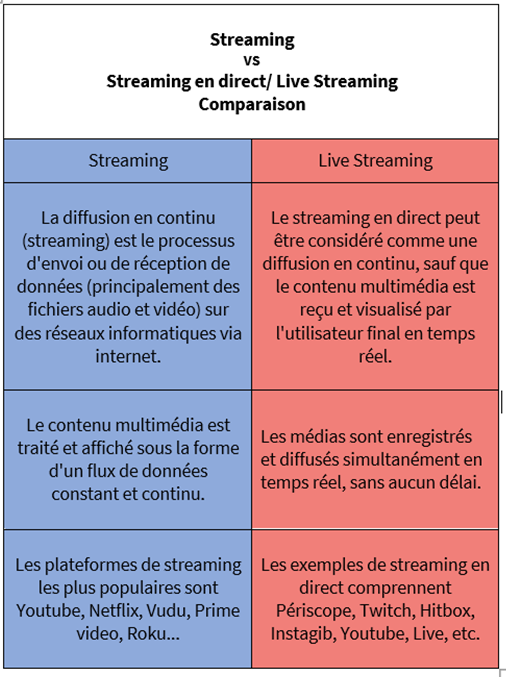 Streaming
vs
Streaming en direct/ Live Streaming
Comparaison
Streaming
Live Streaming
La diffusion en continu
(streaming) est le processus
d'envoi ou de réception de
données (principalement des
fichiers audio et vidéo) sur
des réseaux informatiques via
internet.
Le streaming en direct peut
être considéré comme une
diffusion en continu, sauf que
le contenu multimédia est
reçu et visualisé par
l'utilisateur final en temps
réel.
Le contenu multimédia est
traité et affiché sous la forme
d'un flux de données
constant et continu.
Les médias sont enregistrés
et diffusés simultanément en
temps réel, sans aucun délai.
Les plateformes de streaming
les plus populaires sont
Youtube, Netflix, Vudu, Prime
video, Roku...
Les exemples de streaming en
direct comprennent
Périscope, Twitch, Hitbox,
Instagib, Youtube, Live, etc.